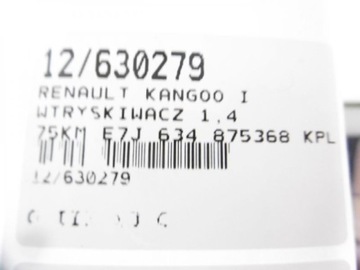 12/630279
RENAULT KANGOO I
WTRYSKIWACZ 1.4
75KM E7J 634 875368 KPL
12/630279